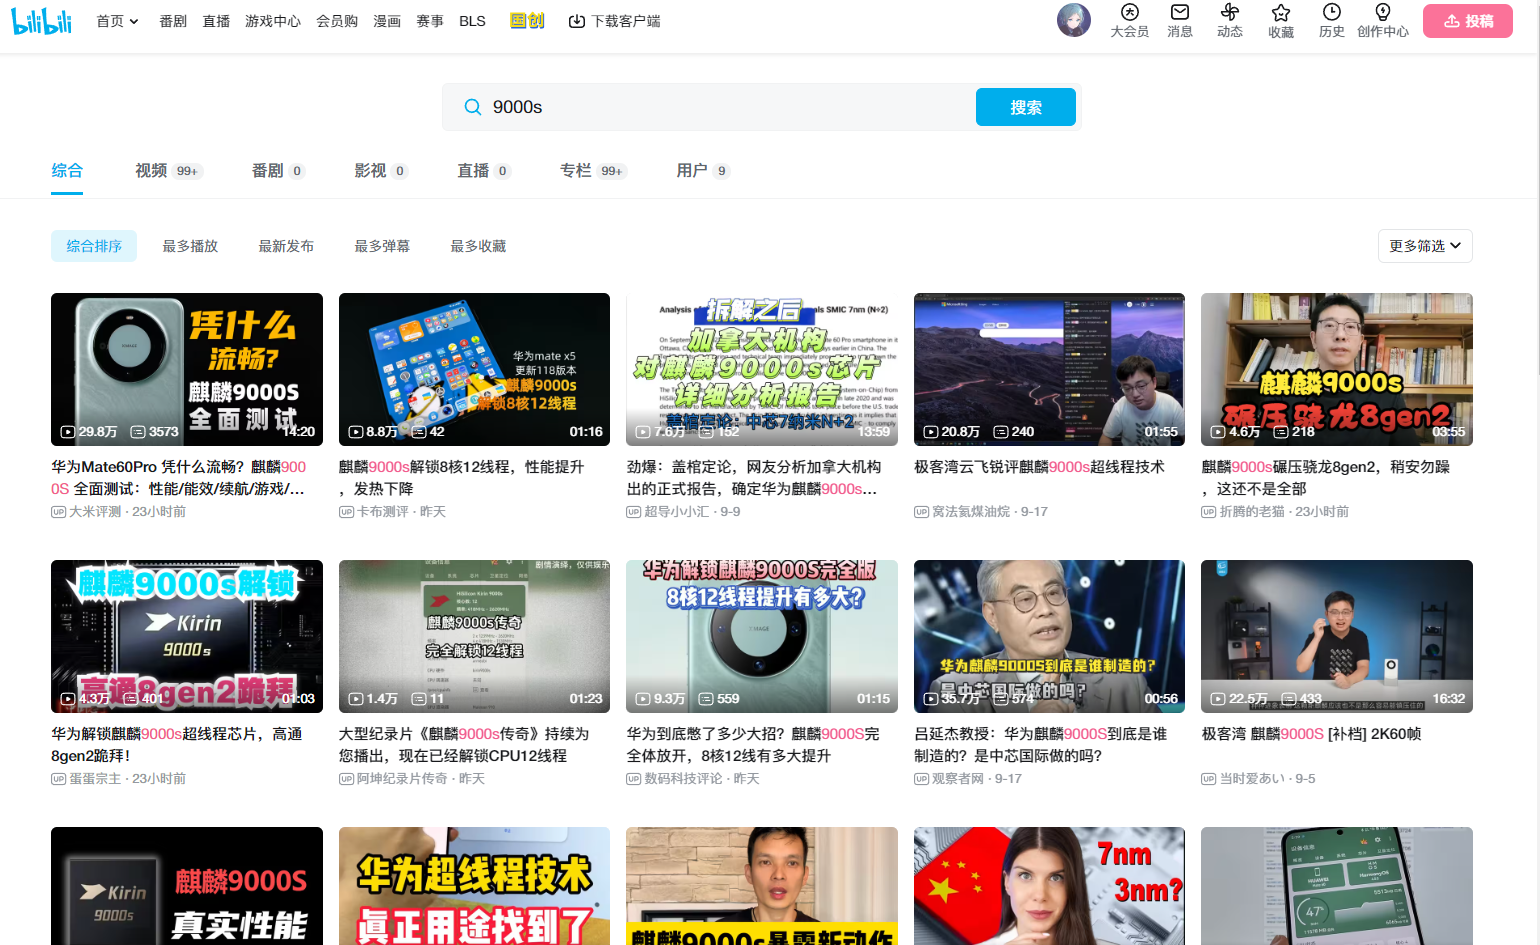 bilibili
首页 番剧 直播 游戏中心 会员购 漫画 赛事 BLS 国创 下载客户端
大会员 消息 动态 收藏 历史 创作中心 投稿
9000s 搜索
综合 视频 99+ 番剧 0 影视 0 直播 0 专栏 99+ 用户 9
综合排序 最多播放 最新发布 最多弹幕 最多收藏 更多筛选
凭什么
流畅?
麒麟9000S
全面测试
29.8万 3573 14:20
华为Mate60Pro 凭什么流畅？麒麟900
0S 全面测试：性能/能效/续航/游戏/...
UP 大米评测 · 23小时前
华为mate x5
更新118版本
麒麟9000s
解锁8核12线程
8.8万 42 01:16
麒麟9000s解锁8核12线程，性能提升
，发热下降
UP 卡布测评 · 昨天
拆解之后
加拿大机构
对麒麟9000s芯片
详细分析报告
盖棺定论：中芯7纳米N+2
7.6万 152 13:59
劲爆：盖棺定论，网友分析加拿大机构
出的正式报告，确定华为麒麟9000s...
UP 超导小小汇 · 9-9
20.8万 240 01:55
极客湾云飞锐评麒麟9000s超线程技术
UP 窝法氦煤油烷 · 9-17
麒麟9000s
碾压骁龙8gen2
4.6万 218 03:55
麒麟9000s碾压骁龙8gen2，稍安勿躁
，这还不是全部
UP 折腾的老猫 · 23小时前
麒麟9000s解锁
Kirin
9000s
高通8gen2跪拜
4.3万 401 01:03
华为解锁麒麟9000s超线程芯片，高通
8gen2跪拜！
UP 蛋蛋宗主 · 23小时前
剧情演绎，仅供娱乐
麒麟9000S传奇
完全解锁12线程
1.4万 11 01:23
大型纪录片《麒麟9000s传奇》持续为
您播出，现在已经解锁CPU12线程
UP 阿坤纪录片传奇 · 昨天
华为解锁麒麟9000S完全版
8核12线程提升有多大?
9.3万 559 01:15
华为到底憋了多少大招？麒麟9000S完
全体放开，8核12线有多大提升
UP 数码科技评论 · 昨天
华为麒麟9000S到底是谁制造的?
是中芯国际做的吗?
35.7万 574 00:56
吕延杰教授：华为麒麟9000S到底是谁
制造的？是中芯国际做的吗？
UP 观察者网 · 9-17
22.5万 433 16:32
极客湾 麒麟9000S [补档] 2K60帧
UP 当时爱あい · 9-5
Kirin
9000s
麒麟9000S
真实性能
华为超线程技术
真正用途找到了
麒麟9000s暴露新动作
7nm
3nm?
47°